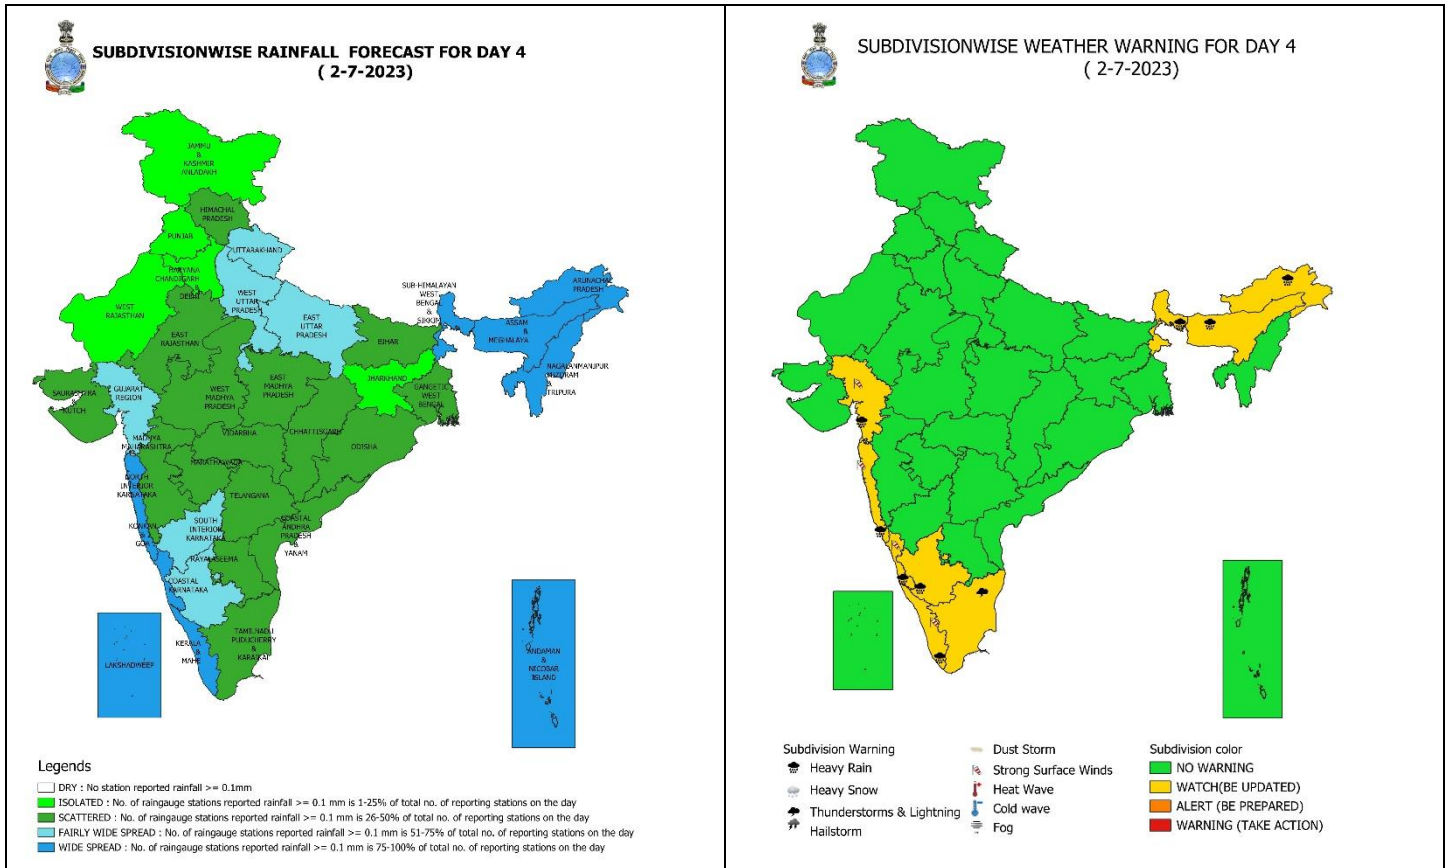 SUBDIVISIONWISE RAINFALL FORECAST FOR DAY 4
( 2-7-2023)
JAMMU
&
KASHMIR
ANLADAKH
HIMACHAL
PRADESH
PUNJAB
UTTARAKHAND
HARYANA
CHANDIGARH
DELHI
WEST
RAJASTHAN
WEST
UTTAR
PRADESH
SUB-HIMALAYAN
WEST
BENGAL
&
SIKKIM
ARUNACHAL
PRADESH
EAST
RAJASTHAN
EAST
UTTAR
PRADESH
BIHAR
ASSAM
&
MEGHALAYA
NAGALANMANIPUR
MIZORAM
&
TRIPURA
SAURASHTRA
&
KUTCH
GUJARAT
REGION
WEST
MADHYA
PRADESH
EAST
MADHYA
PRADESH
JHARKHAND
GANGETIC
WEST
BENGAL
MADHYA
MAHARASHTRA
VIDARBHA
CHHATTISGARH
ODISHA
MARATHAWADA
NORTH
INTERIOR
KARNATAKA
TELANGANA
KONKAN
&
GOA
SOUTH
INTERIOR
KARNATAKA
COASTAL
ANDHRA
PRADESH
&
YANAM
RAYALASEEMA
COASTAL
KARNATAKA
KERALA
&
MAHE
TAMILNADU
PUDUCHERRY
&
KARAIKAL
LAKSHADWEEP
ANDAMAN
&
NICOBAR
ISLAND
Legends
DRY : No station reported rainfall >= 0.1mm
ISOLATED : No. of raingauge stations reported rainfall >= 0.1 mm is 1-25% of total no. of reporting stations on the day
SCATTERED : No. of raingauge stations reported rainfall >= 0.1 mm is 26-50% of total no. of reporting stations on the day
FAIRLY WIDE SPREAD : No. of raingauge stations reported rainfall >= 0.1 mm is 51-75% of total no. of reporting stations on the day
WIDE SPREAD : No. of raingauge stations reported rainfall >= 0.1 mm is 75-100% of total no. of reporting stations on the day
SUBDIVISIONWISE WEATHER WARNING FOR DAY 4
( 2-7-2023)
Subdivision Warning
Heavy Rain
Heavy Snow
Thunderstorms & Lightning
Hailstorm
Dust Storm
Strong Surface Winds
Heat Wave
Cold wave
Fog
Subdivision color
NO WARNING
WATCH(BE UPDATED)
ALERT (BE PREPARED)
WARNING (TAKE ACTION)